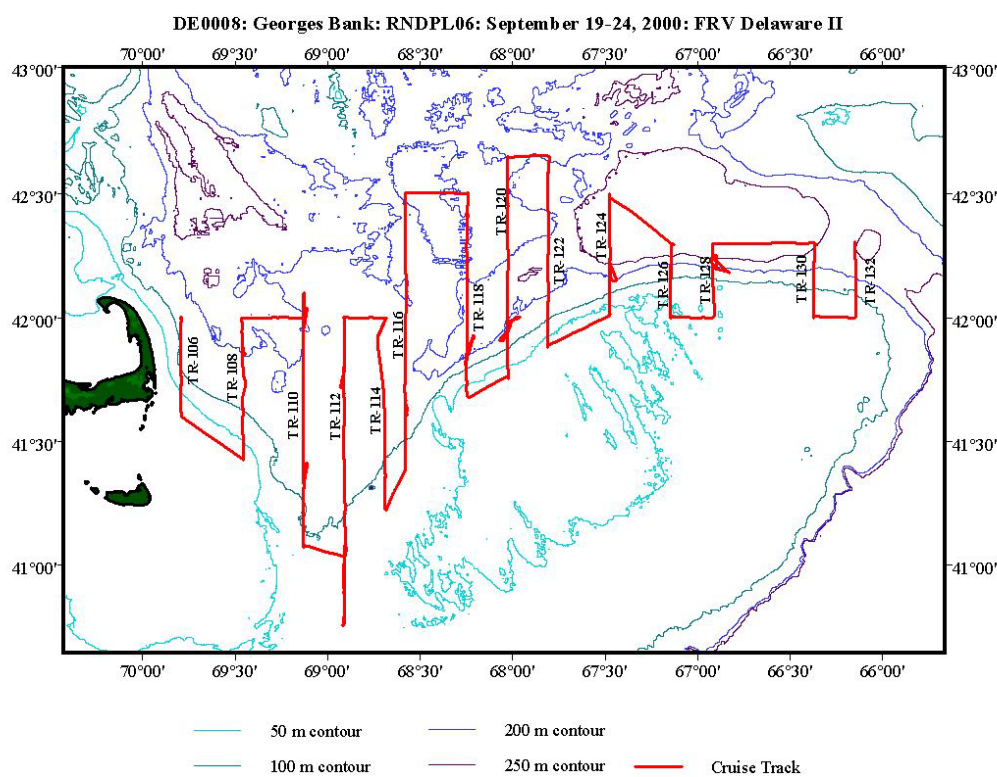 DE0008: Georges Bank: RNDPL06: September 19-24, 2000: FRV Delaware II
70°00' 69°30' 69°00' 68°30' 68°00' 67°30' 67°00' 66°30' 66°00'
43°00' 43°00'
42°30' 42°30'
42°00' 42°00'
41°30' 41°30'
41°00' 41°00'
TR-106
TR-108
TR-110
TR-112
TR-114
TR-116
TR-118
TR-120
TR-122
TR-124
TR-126
TR-128
TR-130
TR-132
70°00' 69°30' 69°00' 68°30' 68°00' 67°30' 67°00' 66°30' 66°00'
50 m contour 200 m contour
100 m contour 250 m contour Cruise Track